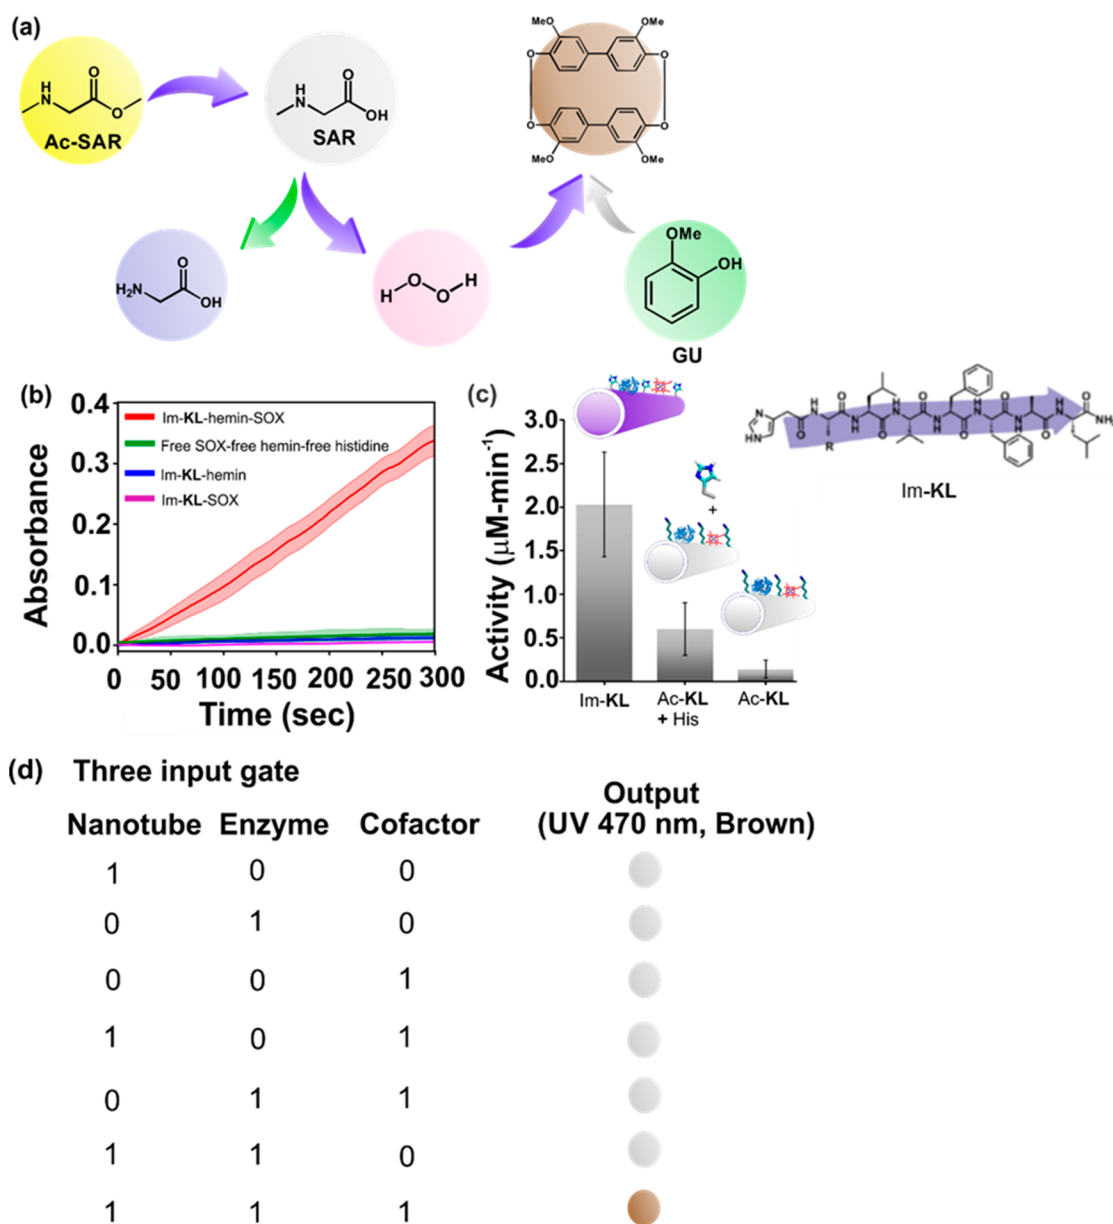 (a)
MeO
OMe
O
O
O
O
MeO
OMe
H
N
O
O
Ac-SAR
H
N
O
OH
SAR
H2N
O
OH
H
O
O
H
OMe
OH
GU
(b)
0.4
0.3
0.2
0.1
0.0
Absorbance
Im-KL-hemin-SOX
Free SOX-free hemin-free histidine
Im-KL-hemin
Im-KL-SOX
0 50 100 150 200 250 300
Time (sec)
(c)
3.0
2.5
2.0
1.5
1.0
0.5
0.0
Activity (μM-min-1)
+
Im-KL
Ac-KL
+ His
Ac-KL
Im-KL
(d) Three input gate
Nanotube Enzyme Cofactor
Output
(UV 470 nm, Brown)
1 0 0
0 1 0
0 0 1
1 0 1
0 1 1
1 1 0
1 1 1